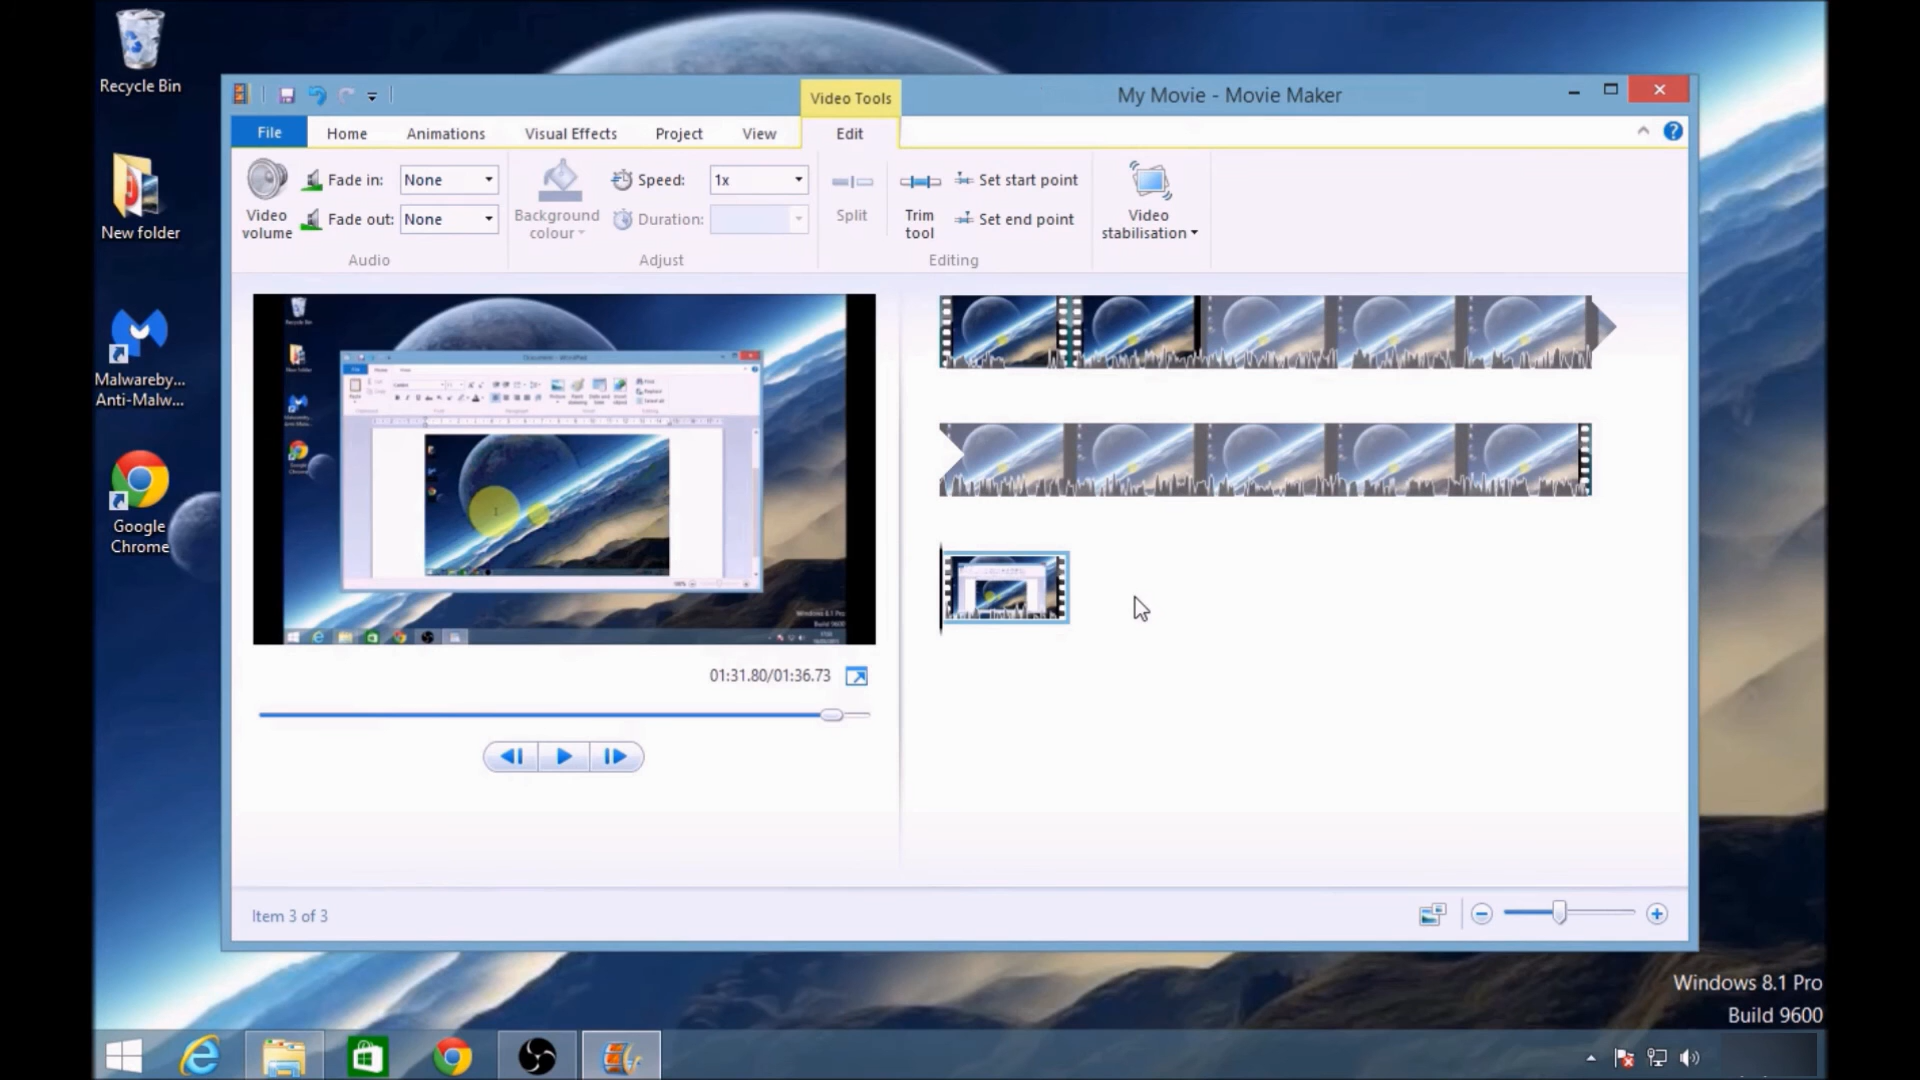 Recycle Bin
New folder
Malwareby...
Anti-Malw...
Google
Chrome
Video Tools
My Movie - Movie Maker
File
Home
Animations
Visual Effects
Project
View
Edit
Video
volume
Fade in:
None
Fade out:
None
Audio
Background
colour
Speed:
1x
Duration:
Adjust
Split
Trim
tool
Set start point
Set end point
Editing
Video
stabilisation
01:31.80/01:36.73
Item 3 of 3
Windows 8.1 Pro
Build 9600